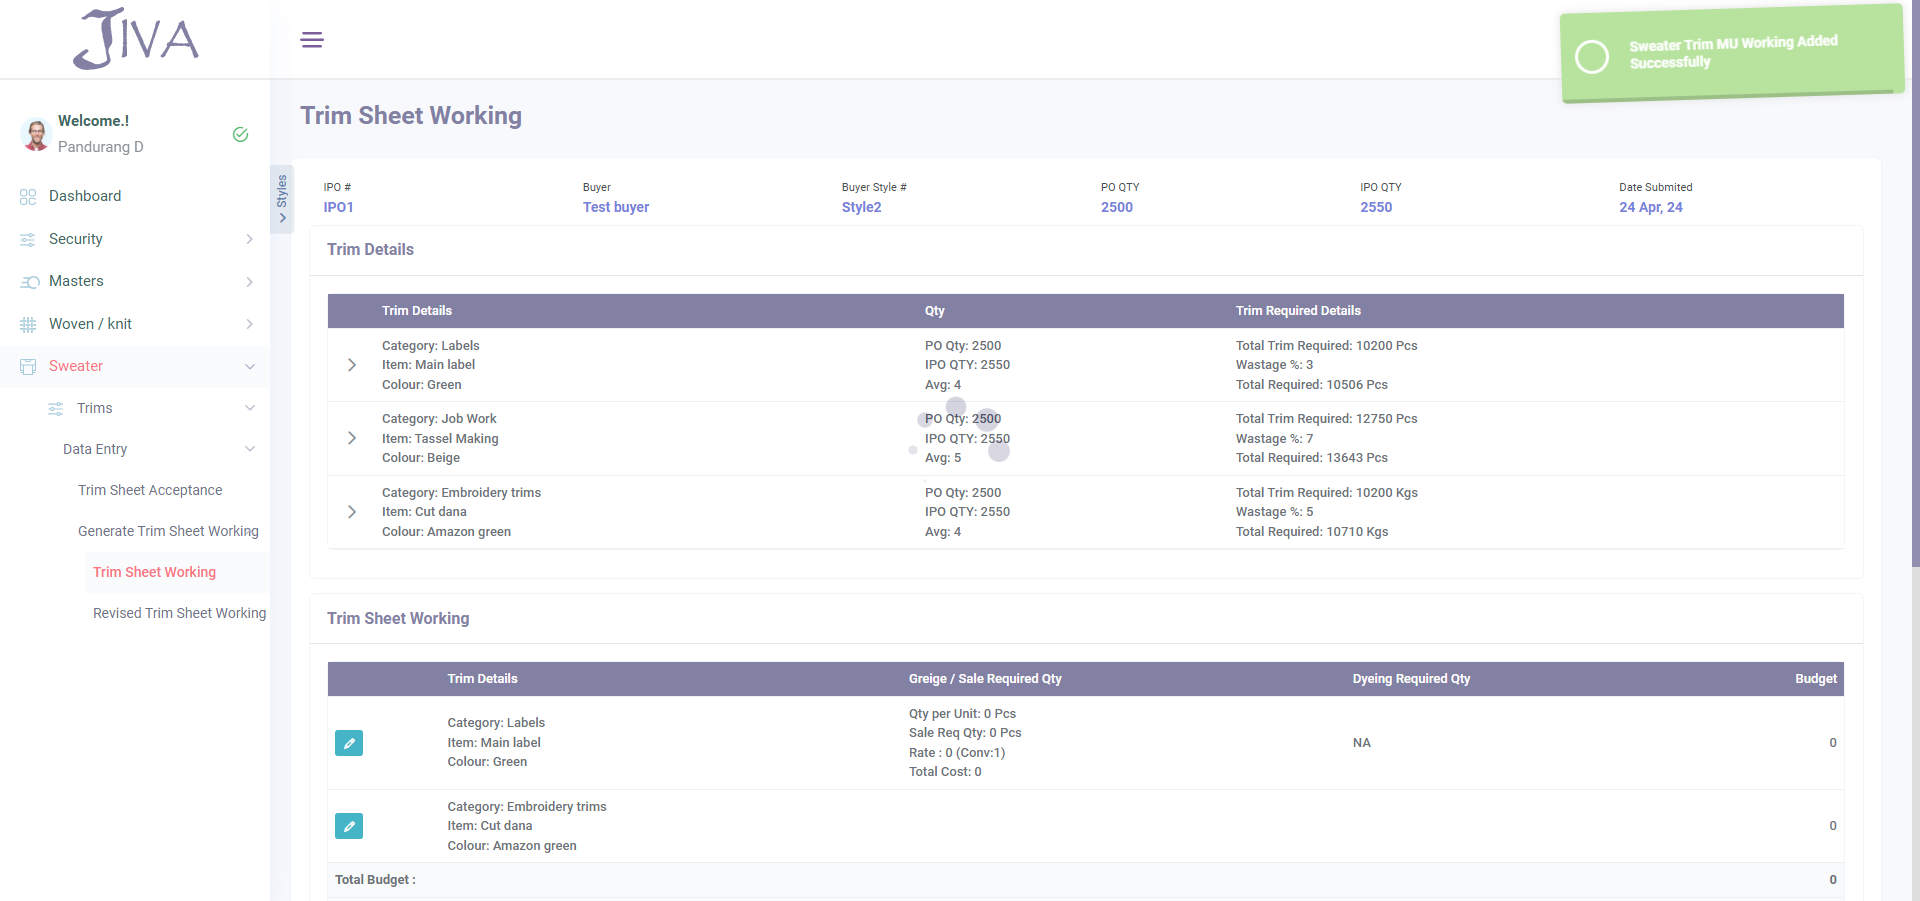 JIVA
Sweater Trim MU Working Added
Successfully
Welcome.!
Pandurang D
Dashboard
Security
Masters
Woven / knit
Sweater
Trims
Data Entry
Trim Sheet Acceptance
Generate Trim Sheet Working
Trim Sheet Working
Revised Trim Sheet Working
Styles
Trim Sheet Working
IPO # Buyer Buyer Style # PO QTY IPO QTY Date Submited
IPO1 Test buyer Style2 2500 2550 24 Apr, 24
Trim Details
Trim Details Qty Trim Required Details
Category: Labels PO Qty: 2500 Total Trim Required: 10200 Pcs
Item: Main label IPO QTY: 2550 Wastage %: 3
Colour: Green Avg: 4 Total Required: 10506 Pcs
Category: Job Work PO Qty: 2500 Total Trim Required: 12750 Pcs
Item: Tassel Making IPO QTY: 2550 Wastage %: 7
Colour: Beige Avg: 5 Total Required: 13643 Pcs
Category: Embroidery trims PO Qty: 2500 Total Trim Required: 10200 Kgs
Item: Cut dana IPO QTY: 2550 Wastage %: 5
Colour: Amazon green Avg: 4 Total Required: 10710 Kgs
Trim Sheet Working
Trim Details Greige / Sale Required Qty Dyeing Required Qty Budget
Category: Labels
Item: Main label
Colour: Green
Qty per Unit: 0 Pcs
Sale Req Qty: 0 Pcs
Rate : 0 (Conv:1)
Total Cost: 0
NA
0
Category: Embroidery trims
Item: Cut dana
Colour: Amazon green
0
Total Budget : 0